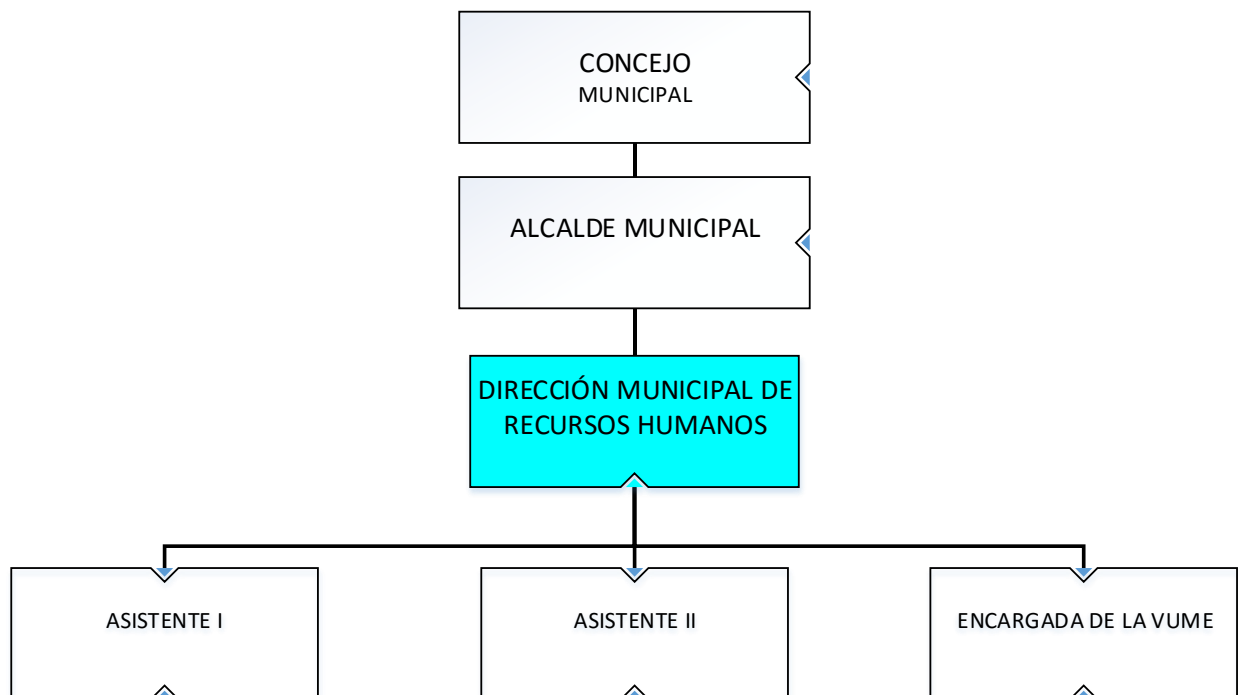 CONCEJO
MUNICIPAL
ALCALDE MUNICIPAL
DIRECCIÓN MUNICIPAL DE
RECURSOS HUMANOS
ASISTENTE I
ASISTENTE II
ENCARGADA DE LA VUME